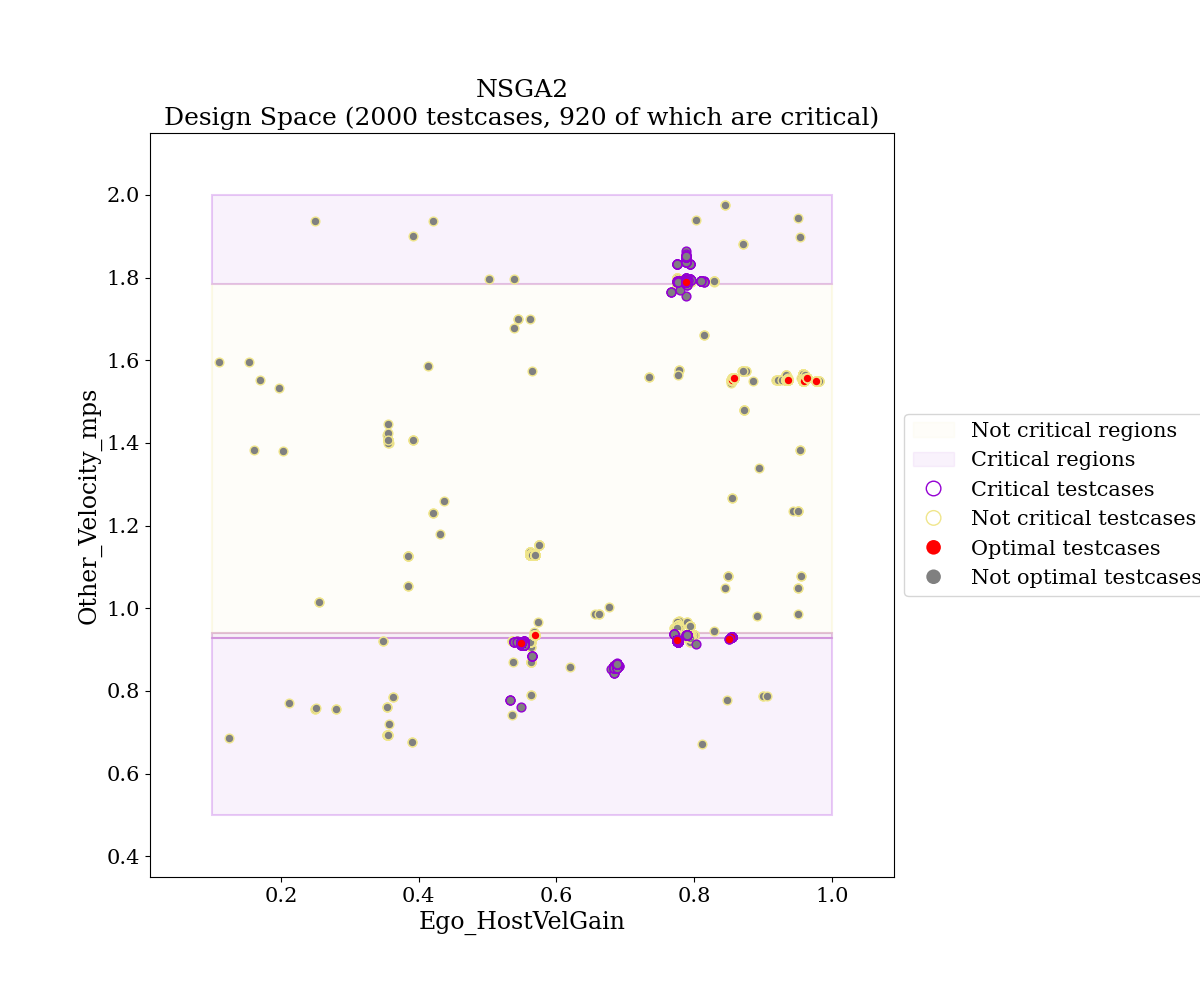 NSGA2
Design Space (2000 testcases, 920 of which are critical)
Other_Velocity_mps
2.0
1.8
1.6
1.4
1.2
1.0
0.8
0.6
0.4
0.2
0.4
0.6
0.8
1.0
Ego_HostVelGain
Not critical regions
Critical regions
Critical testcases
Not critical testcases
Optimal testcases
Not optimal testcases